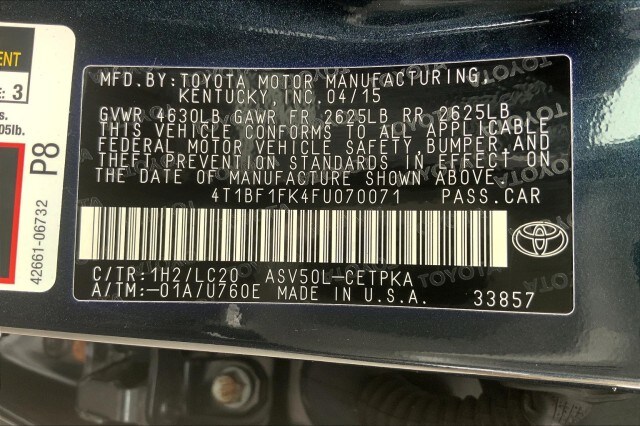 ENT
E: 3
s.
05lb.
P8
42661-06732
MFD.BY:TOYOTA MOTOR MANUFACTURING,
KENTUCKY, INC. 04/15
GVWR 4630LB GAWR FR 2625LB RR 2625LB
THIS VEHICLE CONFORMS TO ALL APPLICABLE
FEDERAL MOTOR VEHICLE SAFETY, BUMPER, AND
THEFT PREVENTION STANDARDS IN EFFECT ON
THE DATE OF MANUFACTURE SHOWN ABOVE.
4T1BF1FK4FU070071 PASS.CAR
C/TR:1H2/LC20 ASV50L-CETPKA
A/TM:-01A/U760E MADE IN U.S.A. 33857